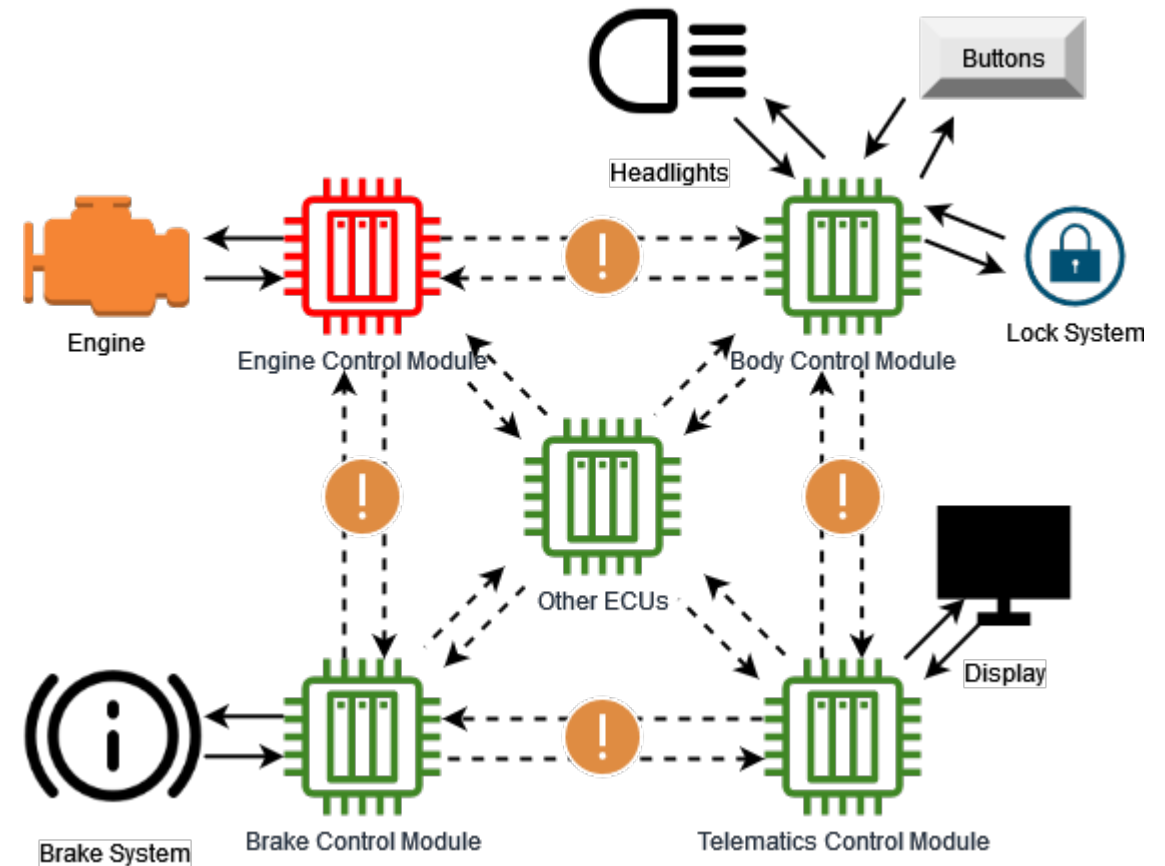 Buttons
Headlights
Lock System
Engine
Engine Control Module
Body Control Module
Other ECUs
Display
Brake System
Brake Control Module
Telematics Control Module